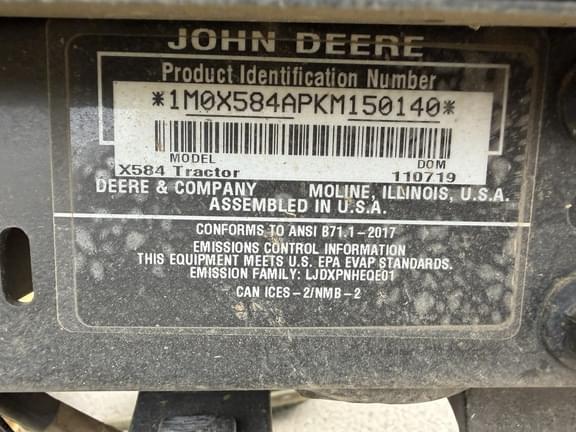 JOHN DEERE
Product Identification Number
*1M0X584APKM150140*
MODEL DOM
X584 Tractor 110719
DEERE & COMPANY MOLINE, ILLINOIS, U.S.A.
ASSEMBLED IN U.S.A.
CONFORMS TO ANSI B71.1-2017
EMISSIONS CONTROL INFORMATION
THIS EQUIPMENT MEETS U.S. EPA EVAP STANDARDS.
EMISSION FAMILY: LJDXPNHEQE01
CAN ICES-2/NMB-2